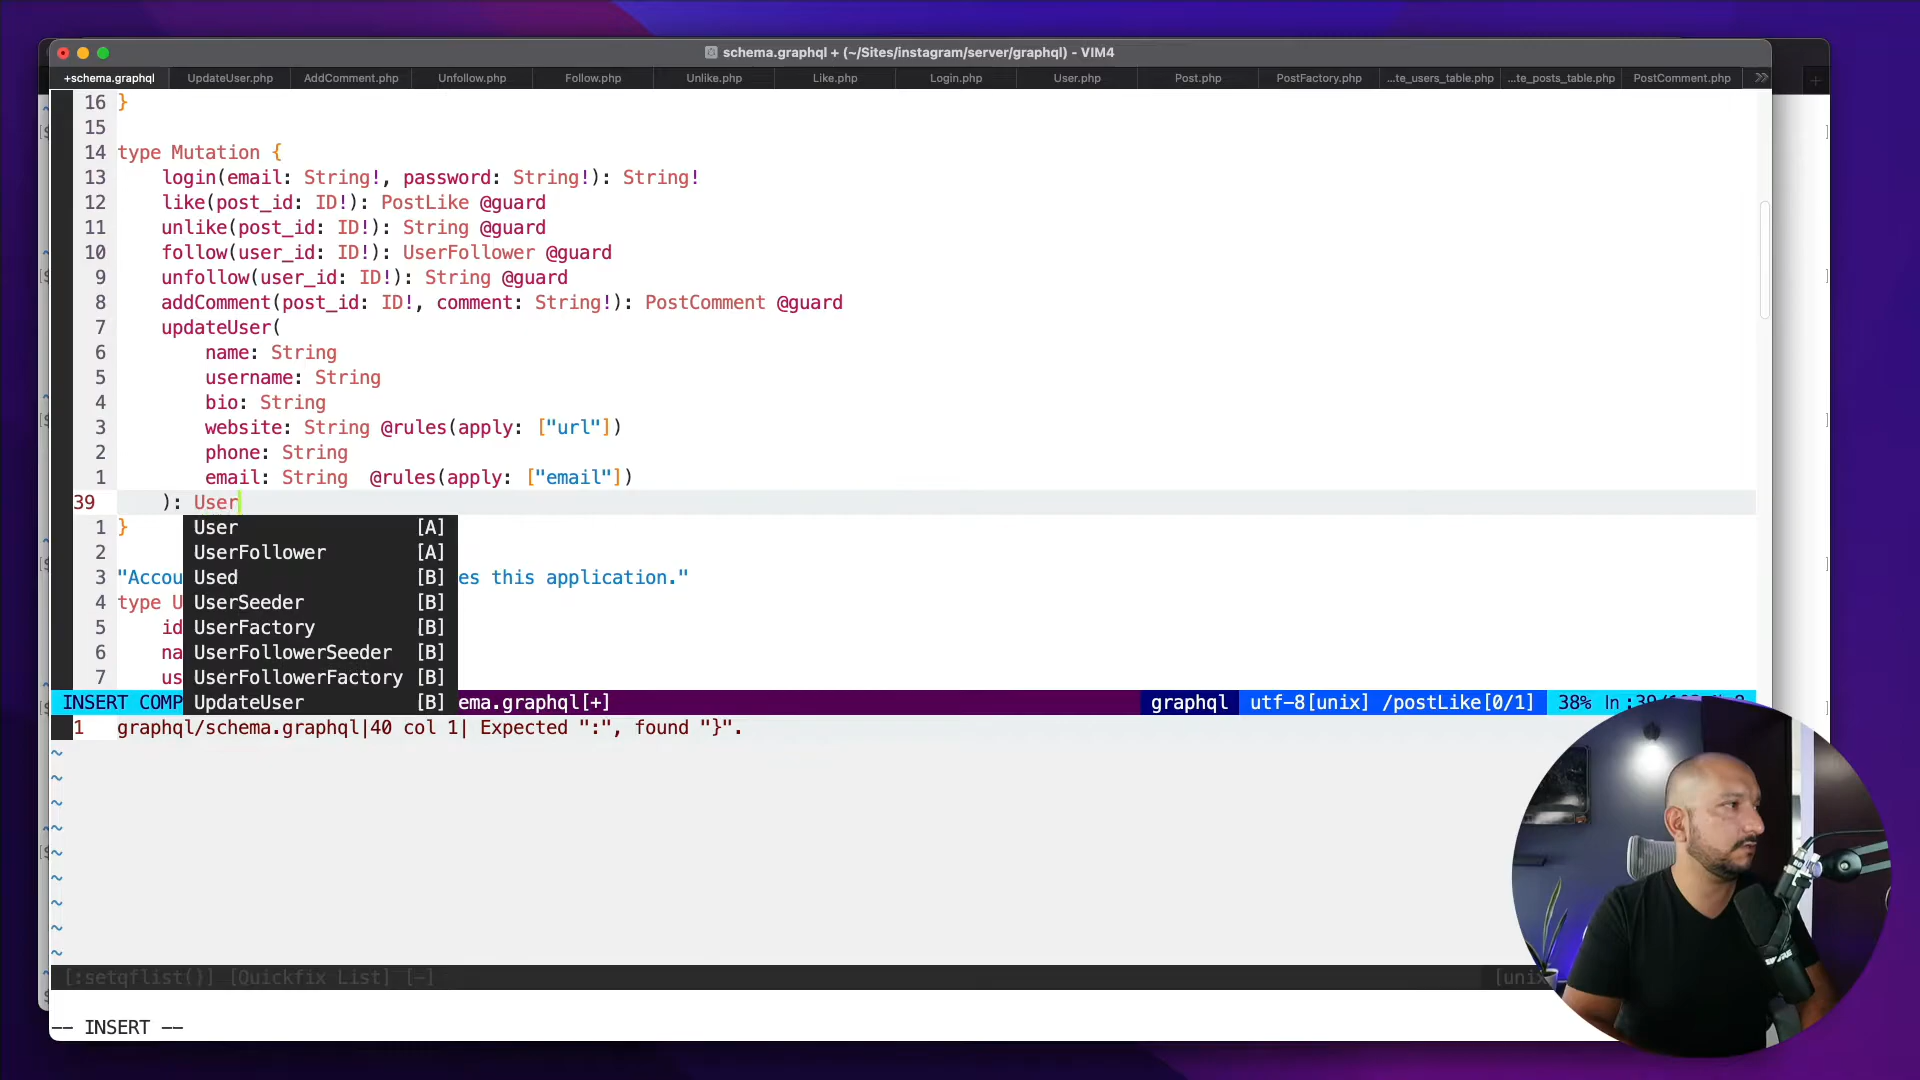 schema.graphql + (~/Sites/instagram/server/graphql) - VIM4
+schema.graphql UpdateUser.php AddComment.php Unfollow.php Follow.php Unlike.php Like.php Login.php User.php Post.php PostFactory.php ...te_users_table.php ...te_posts_table.php PostComment.php
16 }
15
14 type Mutation {
13 login(email: String!, password: String!): String!
12 like(post_id: ID!): PostLike @guard
11 unlike(post_id: ID!): String @guard
10 follow(user_id: ID!): UserFollower @guard
9 unfollow(user_id: ID!): String @guard
8 addComment(post_id: ID!, comment: String!): PostComment @guard
7 updateUser(
6 name: String
5 username: String
4 bio: String
3 website: String @rules(apply: ["url"])
2 phone: String
1 email: String  @rules(apply: ["email"])
39 ): User
1 } User [A]
2 UserFollower [A]
3 "Accou Used [B] es this application."
4 type U UserSeeder [B]
5 id UserFactory [B]
6 na UserFollowerSeeder [B]
7 us UserFollowerFactory [B]
INSERT COMP UpdateUser [B] ema.graphql[+] graphql utf-8[unix] /postLike[0/1] 38%
1 graphql/schema.graphql|40 col 1| Expected ":", found "}".
~
~
~
~
~
~
~
~
~
[:setqflist()] [Quickfix List] [-] [unix
-- INSERT --